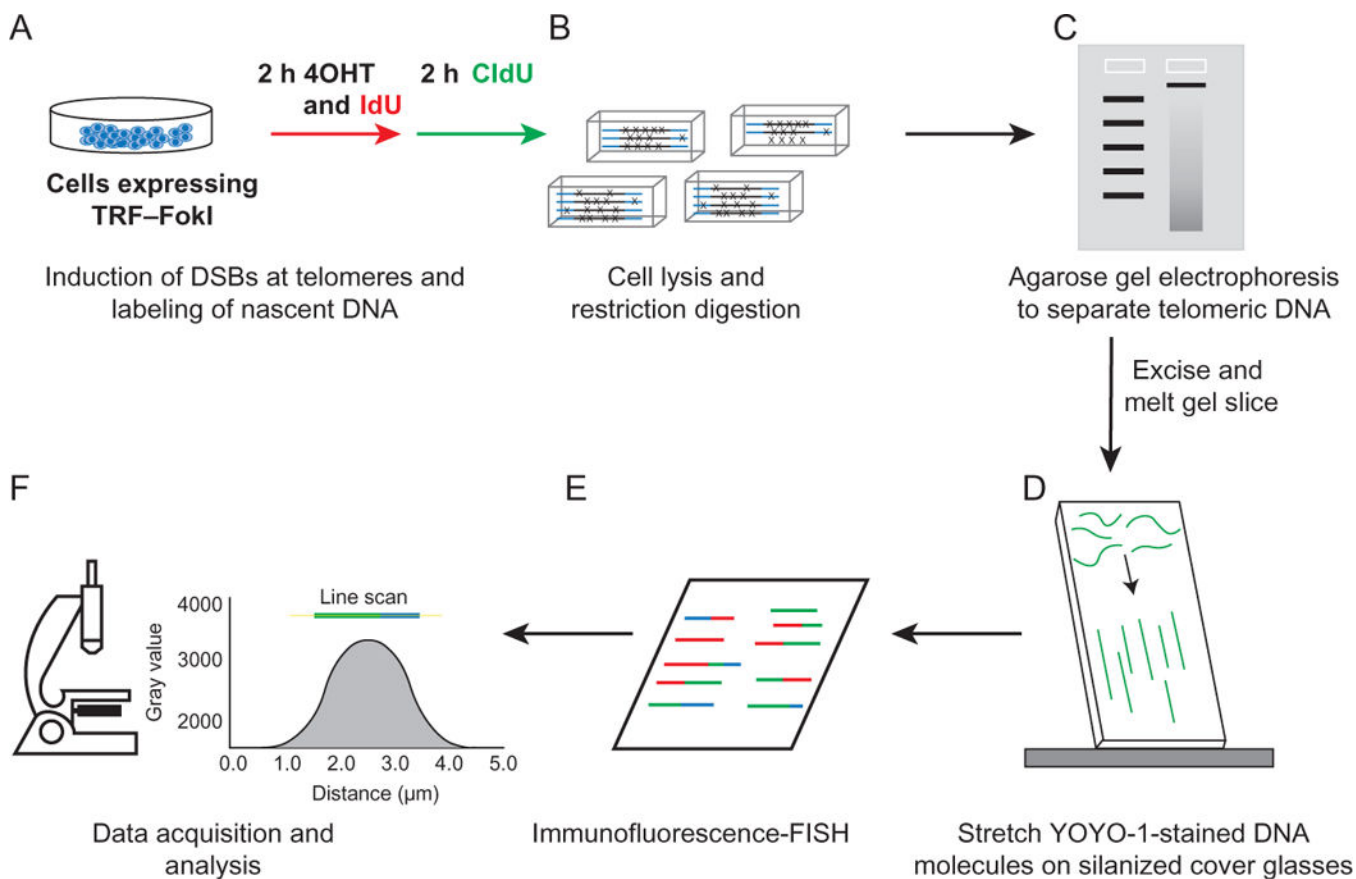 A
2 h 4OHT
and IdU
2 h CldU
Cells expressing
TRF–FokI
Induction of DSBs at telomeres and
labeling of nascent DNA
B
Cell lysis and
restriction digestion
C
Agarose gel electrophoresis
to separate telomeric DNA
Excise and
melt gel slice
D
Stretch YOYO-1-stained DNA
molecules on silanized cover glasses
E
Immunofluorescence-FISH
F
Line scan
Gray value
4000
3000
2000
0.0 1.0 2.0 3.0 4.0 5.0
Distance (μm)
Data acquisition and
analysis